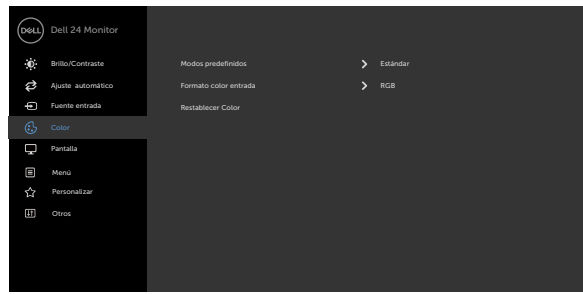 DELL Dell 24 Monitor
Brillo/Contraste Modos predefinidos Estándar
Ajuste automático Formato color entrada RGB
Fuente entrada Restablecer Color
Color
Pantalla
Menú
Personalizar
Otros